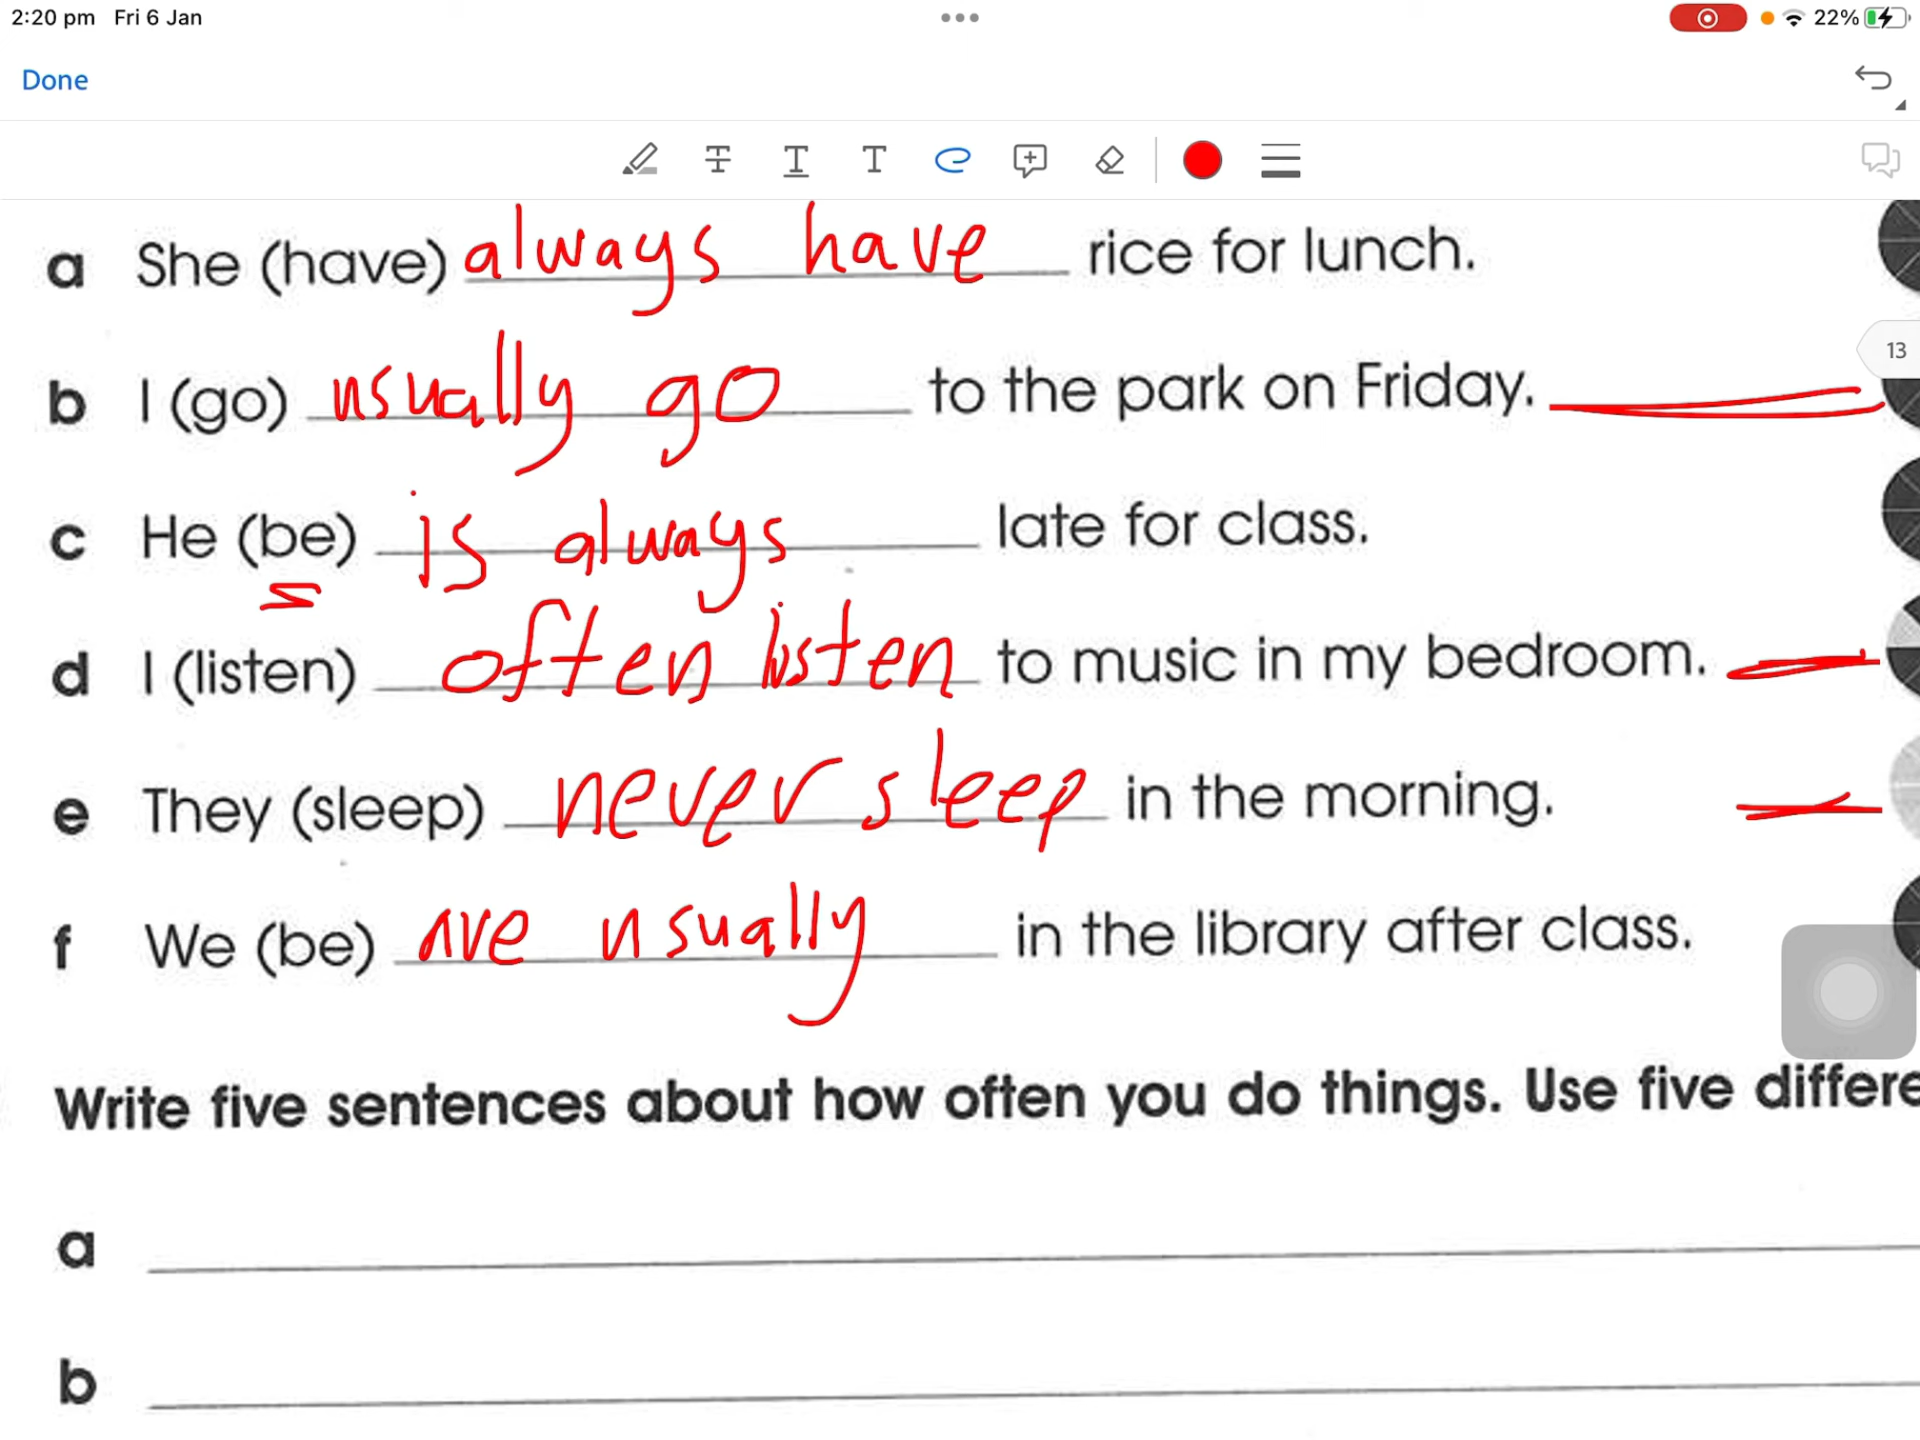 2:20 pm Fri 6 Jan 22%
Done
a She (have) always have rice for lunch.
13
b I (go) usually go to the park on Friday.
c He (be) is always late for class.
d I (listen) often listen to music in my bedroom.
e They (sleep) never sleep in the morning.
f We (be) are usually in the library after class.
Write five sentences about how often you do things. Use five differe
a
b